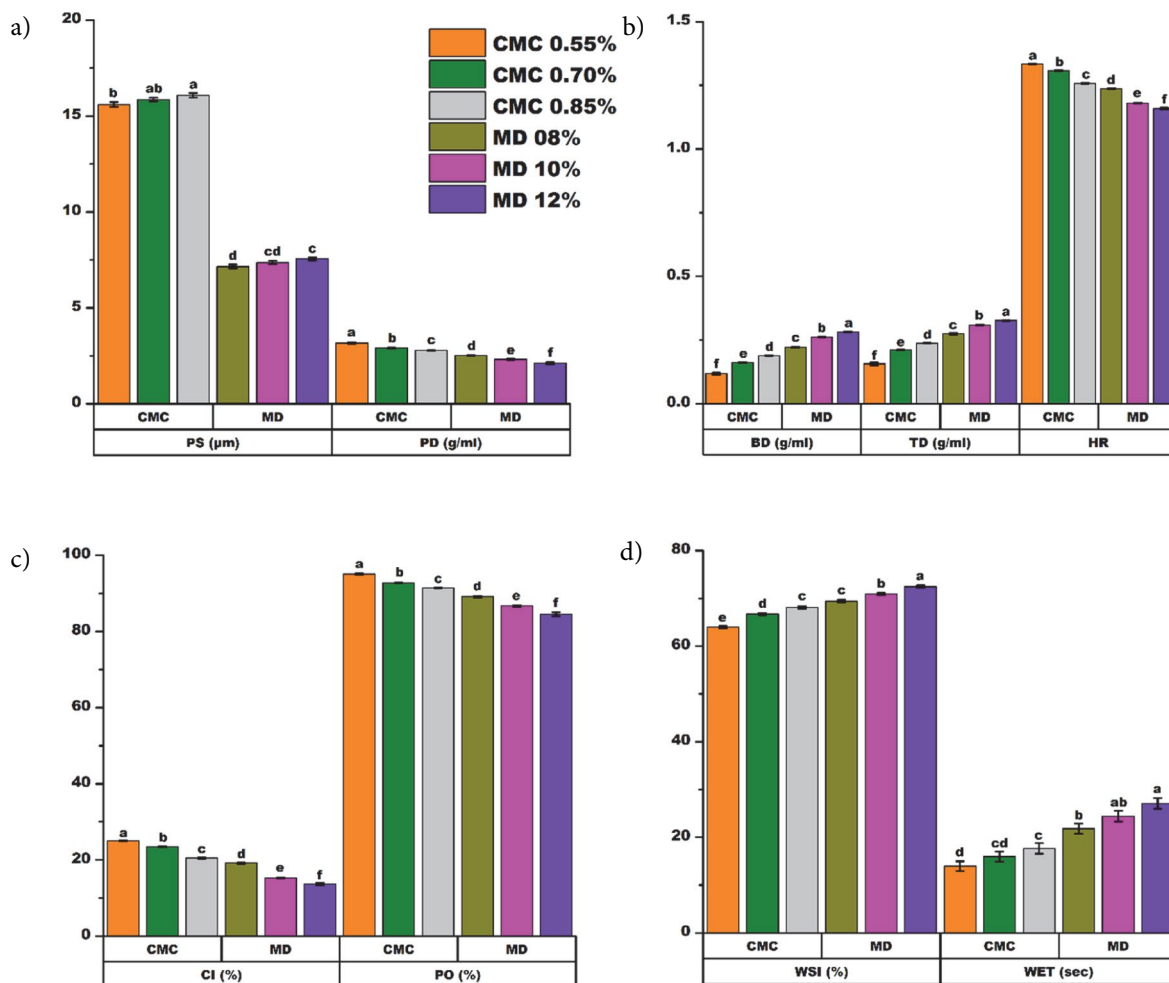 a)
20
15
10
5
0
CMC 0.55%
CMC 0.70%
CMC 0.85%
MD 08%
MD 10%
MD 12%
b ab a d cd c a b c d e f
CMC MD CMC MD
PS (µm) PD (g/ml)
b)
1.5
1.0
0.5
0.0
f e d c b a f e d c b a a b c d e f
CMC MD CMC MD CMC MD
BD (g/ml) TD (g/ml) HR
c)
100
80
60
40
20
0
a b c d e f a b c d e f
CMC MD CMC MD
CI (%) PO (%)
d)
80
60
40
20
0
e d c c b a d cd c b ab a
CMC MD CMC MD
WSI (%) WET (sec)